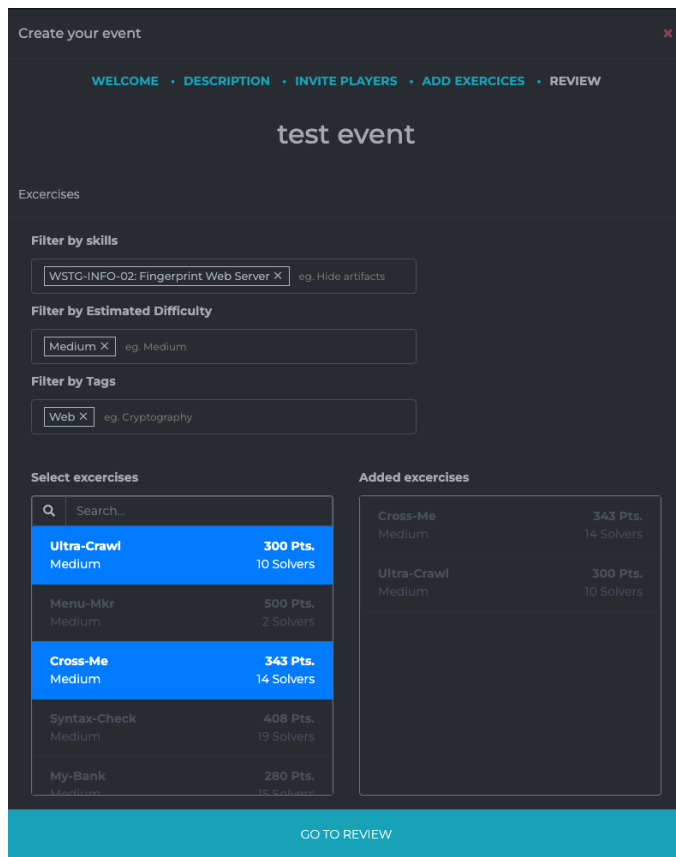 Create your event
WELCOME • DESCRIPTION • INVITE PLAYERS • ADD EXERCICES • REVIEW
test event
Excercises
Filter by skills
WSTG-INFO-02: Fingerprint Web Server × eg. Hide artifacts
Filter by Estimated Difficulty
Medium × eg. Medium
Filter by Tags
Web × eg. Cryptography
Select excercises
Search...
Ultra-Crawl 300 Pts.
Medium 10 Solvers
Menu-Mkr 500 Pts.
Medium 2 Solvers
Cross-Me 343 Pts.
Medium 14 Solvers
Syntax-Check 408 Pts.
Medium 19 Solvers
My-Bank 280 Pts.
Medium 15 Solvers
Added excercises
Cross-Me 343 Pts.
Medium 14 Solvers
Ultra-Crawl 300 Pts.
Medium 10 Solvers
GO TO REVIEW